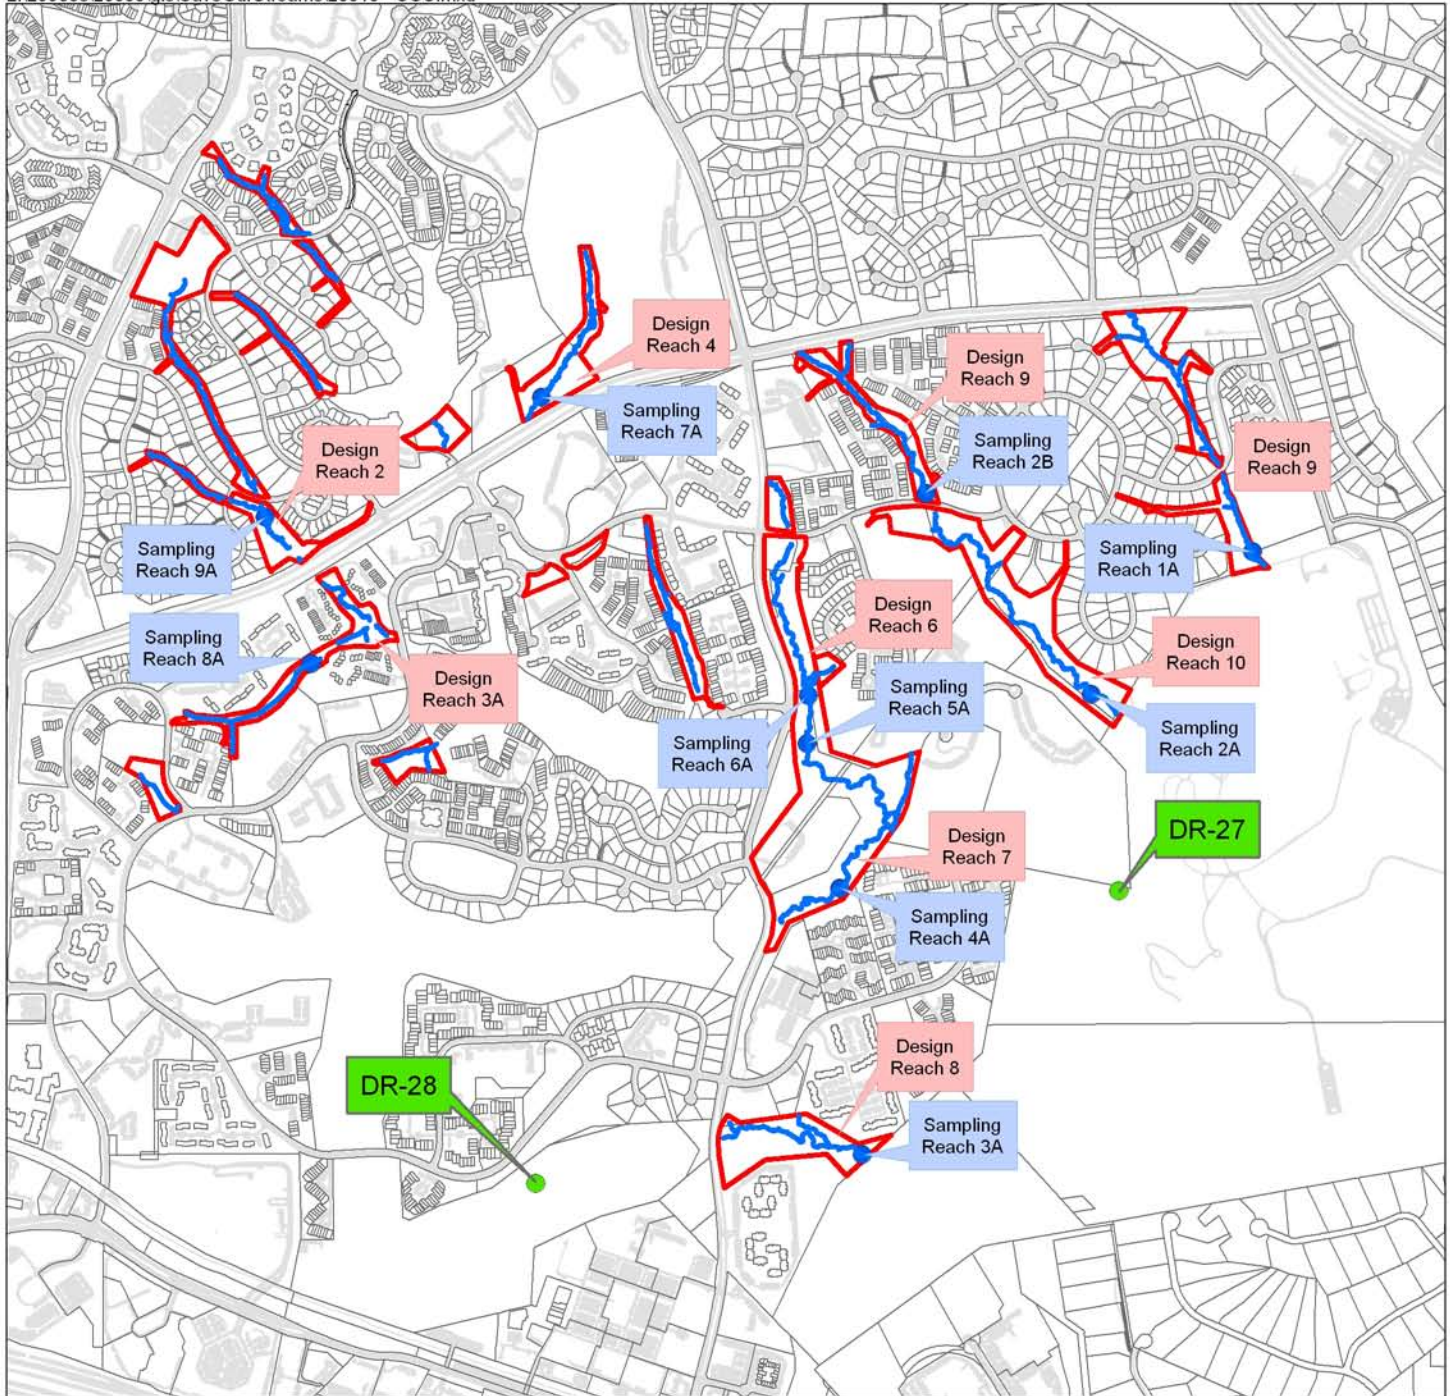 Design
Reach 4
Sampling
Reach 7A
Design
Reach 9
Sampling
Reach 2B
Design
Reach 2
Design
Reach 9
Sampling
Reach 9A
Sampling
Reach 1A
Design
Reach 6
Sampling
Reach 8A
Design
Reach 10
Design
Reach 3A
Sampling
Reach 5A
Sampling
Reach 6A
Sampling
Reach 2A
DR-27
Design
Reach 7
Sampling
Reach 4A
Design
Reach 8
DR-28
Sampling
Reach 3A